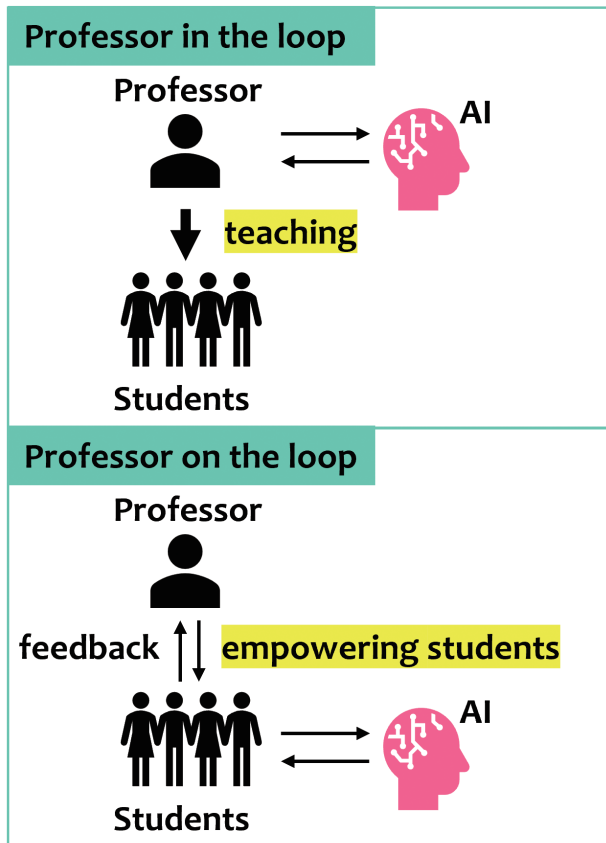 Professor in the loop
Professor
AI
teaching
Students
Professor on the loop
Professor
feedback
empowering students
AI
Students